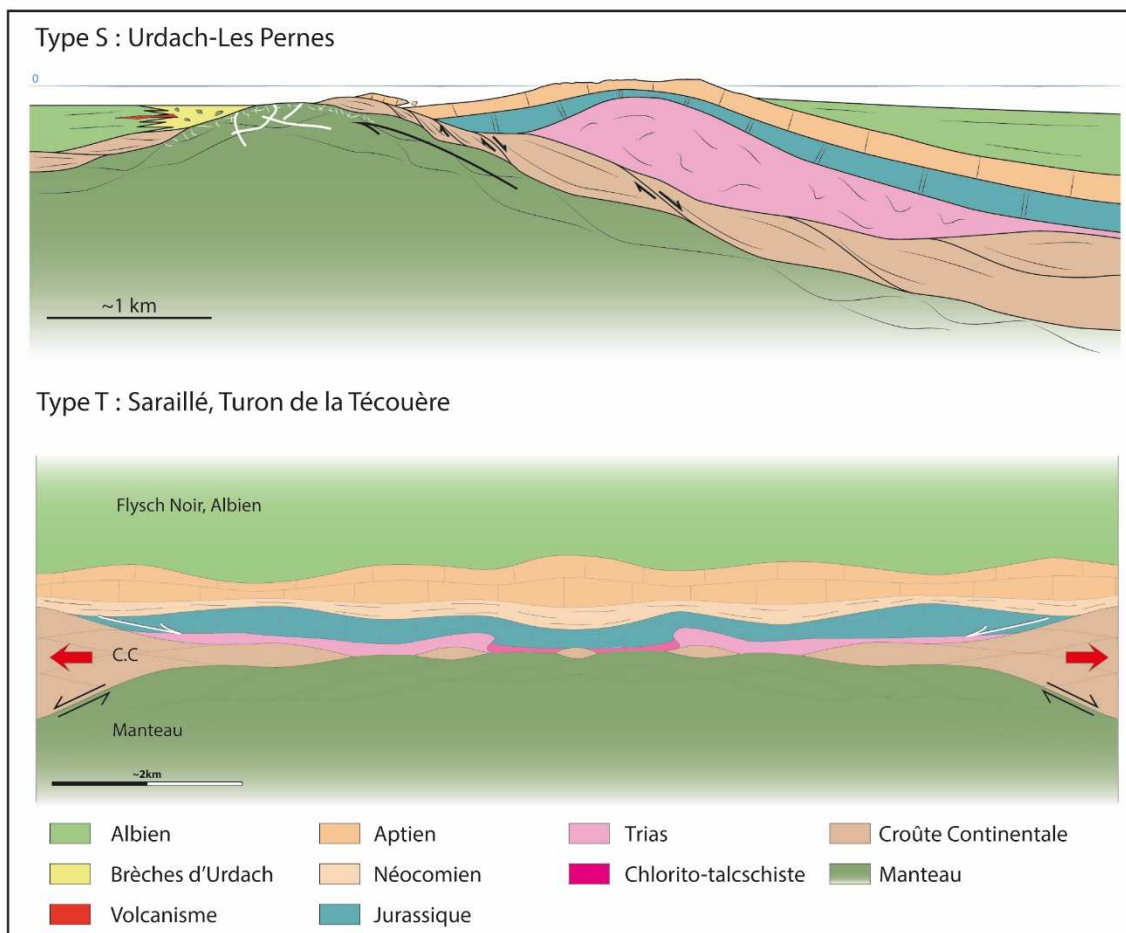 Type S : Urdach-Les Pernes
0
~1 km
Type T : Saraillé, Turon de la Técouère
Flysch Noir, Albien
C.C
Manteau
~2km
Albien
Aptien
Trias
Croûte Continentale
Brèches d'Urdach
Néocomien
Chlorito-talcschiste
Manteau
Volcanisme
Jurassique